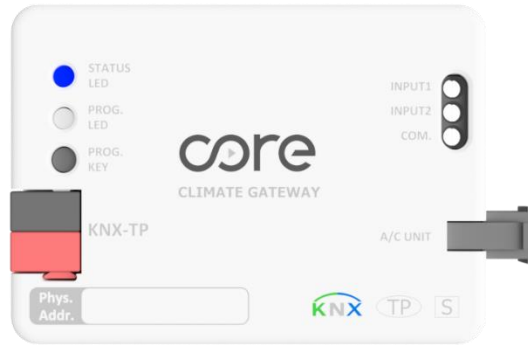 STATUS
LED
PROG.
LED
PROG.
KEY
INPUT1
INPUT2
COM.
core
CLIMATE GATEWAY
KNX-TP
A/C UNIT
Phys.
Addr.
KNX
TP
S